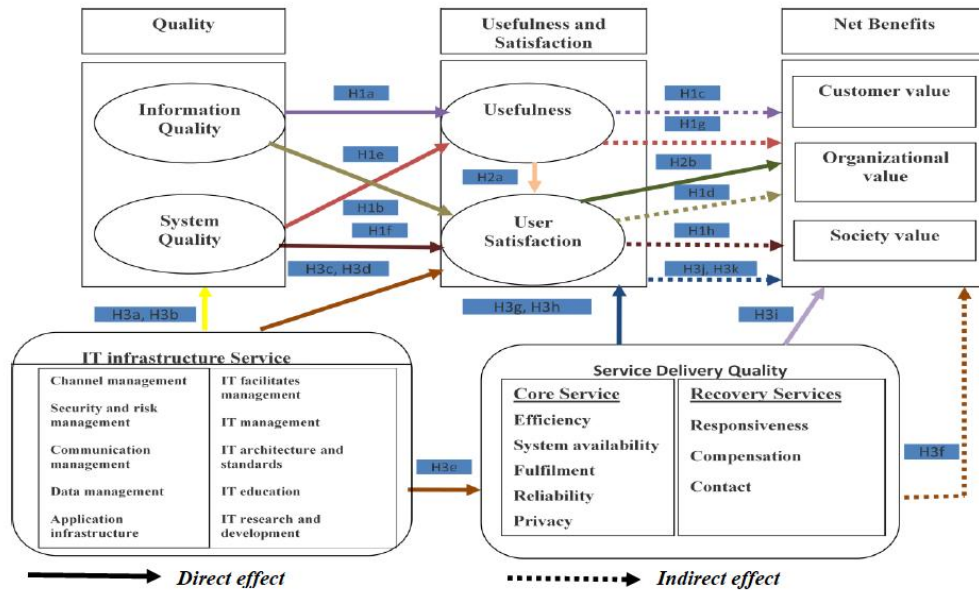 Quality
Usefulness and
Satisfaction
Net Benefits
Information
Quality
System
Quality
H1a
H1e
H1b
H1f
H3c, H3d
Usefulness
H2a
User
Satisfaction
H1c
H1g
H2b
H1d
H1h
H3j, H3k
Customer value
Organizational
value
Society value
H3a, H3b
H3g, H3h
H3i
IT infrastructure Service
Channel management
Security and risk
management
Communication
management
Data management
Application
infrastructure
IT facilitates
management
IT management
IT architecture and
standards
IT education
IT research and
development
H3e
Service Delivery Quality
Core Service
Efficiency
System availability
Fulfilment
Reliability
Privacy
Recovery Services
Responsiveness
Compensation
Contact
H3f
Direct effect
Indirect effect